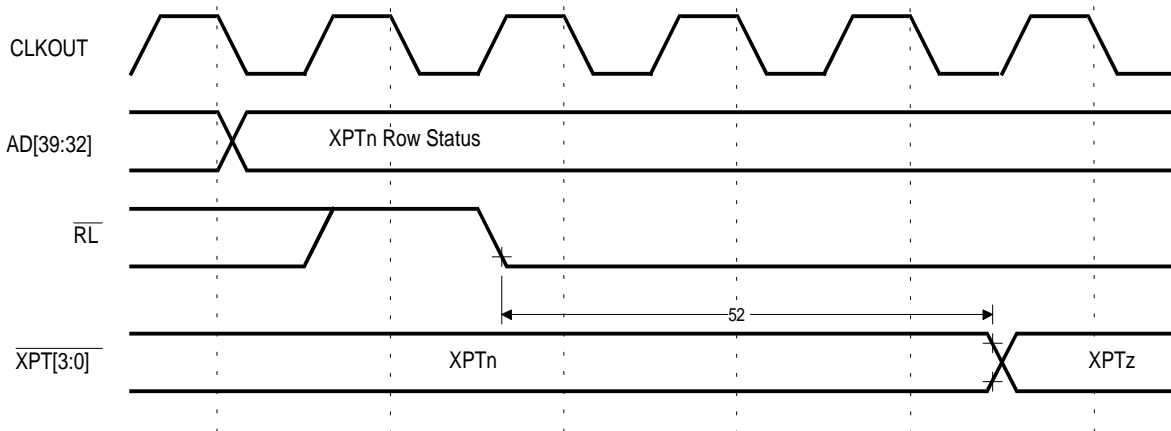 CLKOUT
AD[39:32]
XPTn Row Status
RL
52
XPT[3:0]
XPTn
XPTz